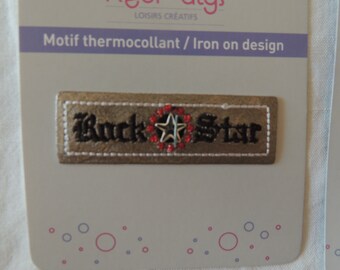 LOISIRS CRÉATIFS
Motif thermocollant / Iron on design
Rock Star